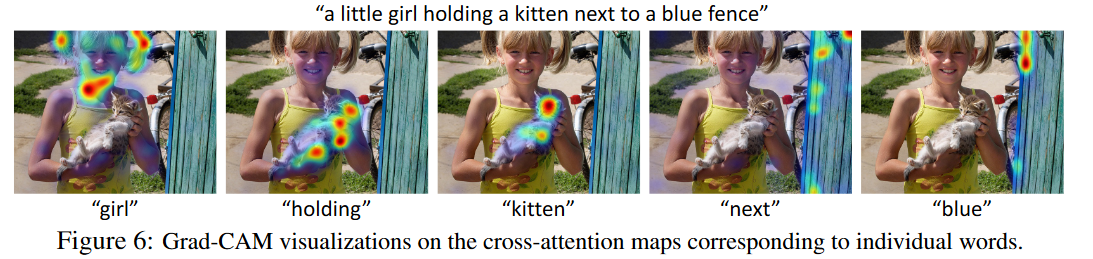 “a little girl holding a kitten next to a blue fence”
“girl” “holding” “kitten” “next” “blue”
Figure 6: Grad-CAM visualizations on the cross-attention maps corresponding to individual words.